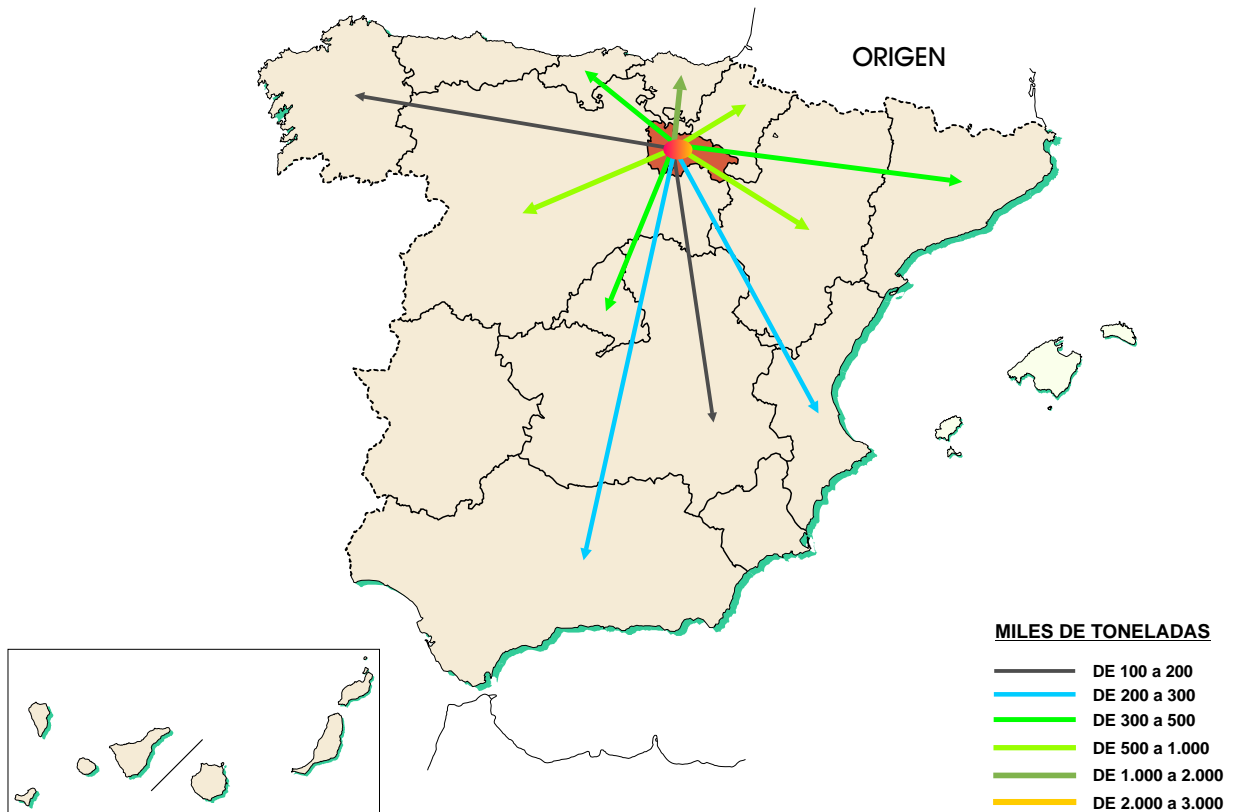 ORIGEN
MILES DE TONELADAS
DE 100 a 200
DE 200 a 300
DE 300 a 500
DE 500 a 1.000
DE 1.000 a 2.000
DE 2.000 a 3.000